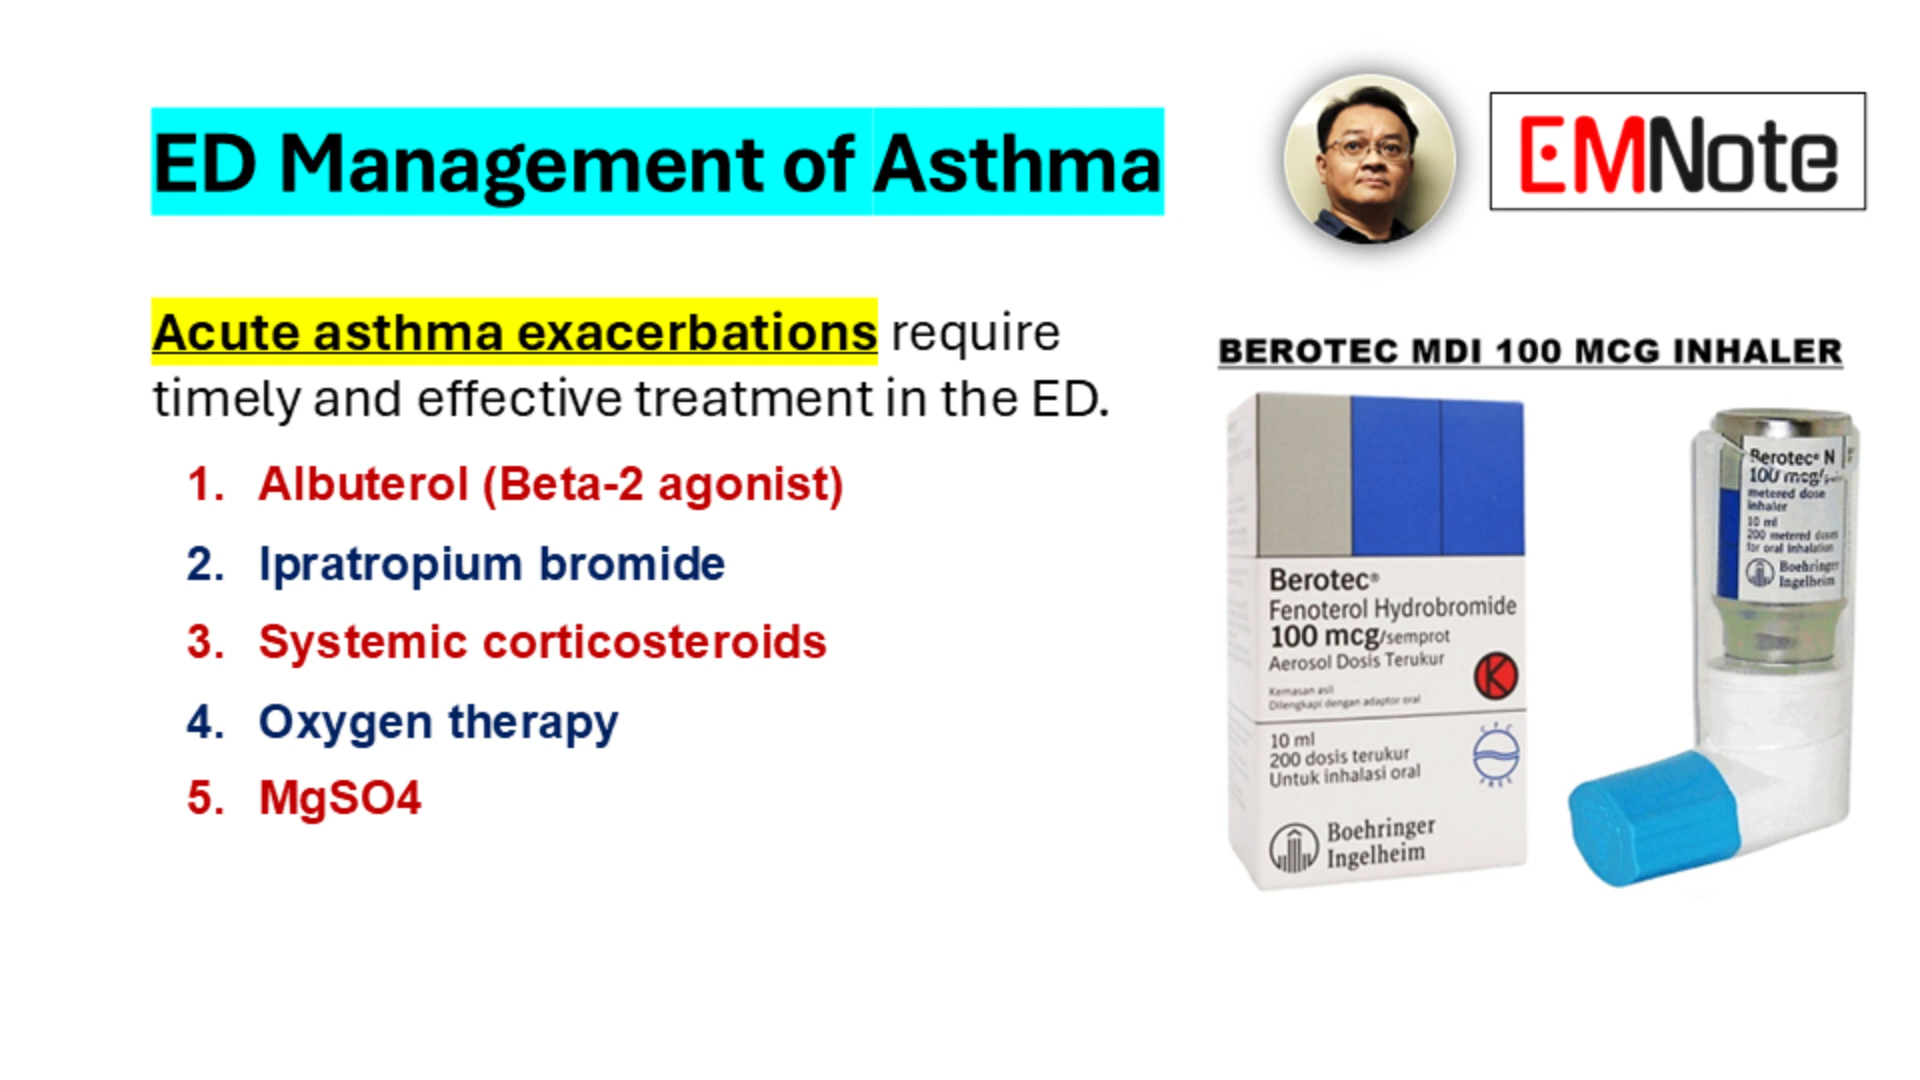 ED Management of Asthma
EMNote
Acute asthma exacerbations require
timely and effective treatment in the ED.
1. Albuterol (Beta-2 agonist)
2. Ipratropium bromide
3. Systemic corticosteroids
4. Oxygen therapy
5. MgSO4
BEROTEC MDI 100 MCG INHALER
Berotec®
Fenoterol Hydrobromide
100 mcg/semprot
Aerosol Dosis Terukur
K
Kemasan asli
Dilengkapi dengan adaptor oral
10 ml
200 dosis terukur
Untuk inhalasi oral
CFC
FREE
Boehringer
Ingelheim
Berotec® N
100 mcg/
metered dose
inhaler
10 ml
200 metered doses
for oral inhalation
Boehringer
Ingelheim